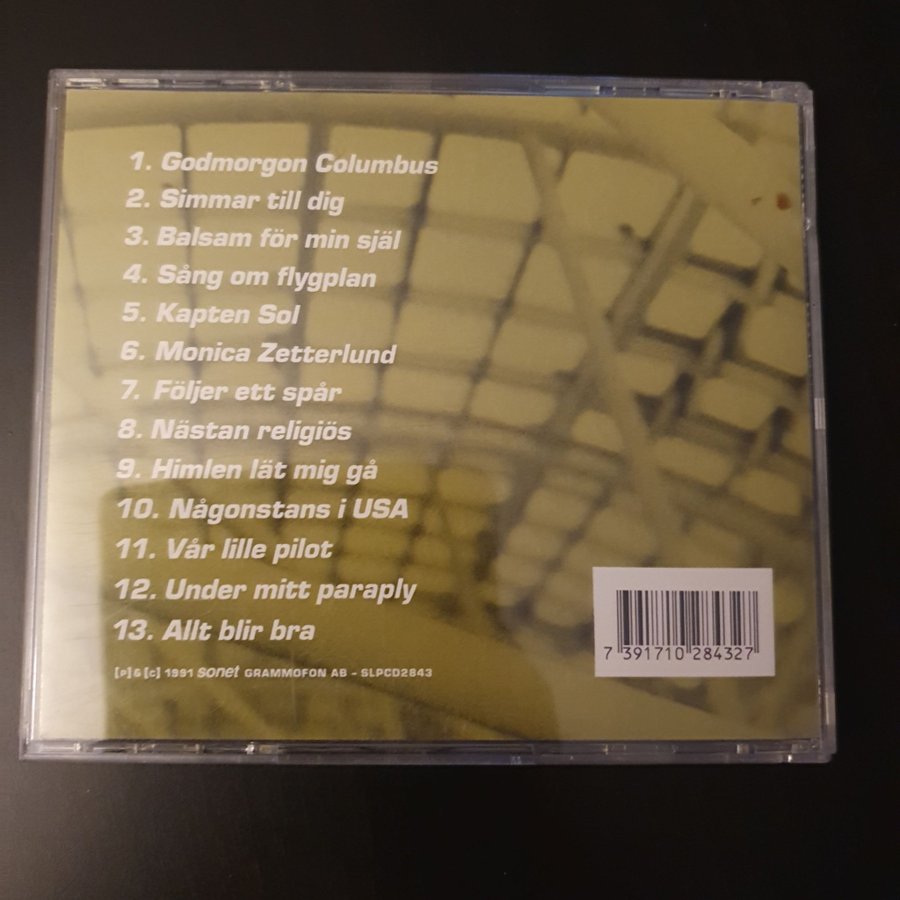 1. Godmorgon Columbus
2. Simmar till dig
3. Balsam för min själ
4. Sång om flygplan
5. Kapten Sol
6. Monica Zetterlund
7. Följer ett spår
8. Nästan religiös
9. Himlen låt mig gå
10. Någonstans i USA
11. Vår lille pilot
12. Under mitt paraply
13. Allt blir bra
[P] & [C] 1991 sonet GRAMMOFON AB - SLPCD2843
7 391710 284327